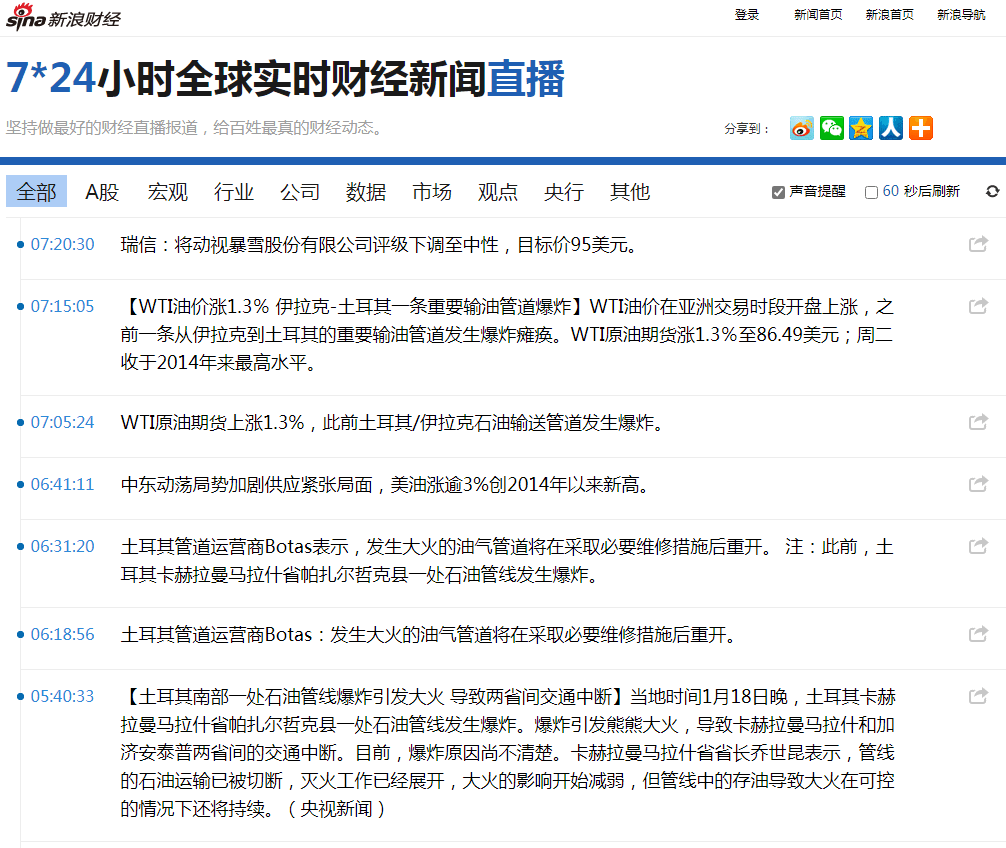 sina新浪财经
登录 新闻首页 新浪首页 新浪导航
7*24小时全球实时财经新闻直播
坚持做最好的财经直播报道，给百姓最真的财经动态。
分享到：
全部 A股 宏观 行业 公司 数据 市场 观点 央行 其他 声音提醒 60 秒后刷新
07:20:30 瑞信：将动视暴雪股份有限公司评级下调至中性，目标价95美元。
07:15:05 【WTI油价涨1.3% 伊拉克-土耳其一条重要输油管道爆炸】WTI油价在亚洲交易时段开盘上涨，之
前一条从伊拉克到土耳其的重要输油管道发生爆炸瘫痪。WTI原油期货涨1.3%至86.49美元；周二
收于2014年来最高水平。
07:05:24 WTI原油期货上涨1.3%，此前土耳其/伊拉克石油输送管道发生爆炸。
06:41:11 中东动荡局势加剧供应紧张局面，美油涨逾3%创2014年以来新高。
06:31:20 土耳其管道运营商Botas表示，发生大火的油气管道将在采取必要维修措施后重开。 注：此前，土
耳其卡赫拉曼马拉什省帕扎尔哲克县一处石油管线发生爆炸。
06:18:56 土耳其管道运营商Botas：发生大火的油气管道将在采取必要维修措施后重开。
05:40:33 【土耳其南部一处石油管线爆炸引发大火 导致两省间交通中断】当地时间1月18日晚，土耳其卡赫
拉曼马拉什省帕扎尔哲克县一处石油管线发生爆炸。爆炸引发熊熊大火，导致卡赫拉曼马拉什和加
济安泰普两省间的交通中断。目前，爆炸原因尚不清楚。卡赫拉曼马拉什省省长乔世昆表示，管线
的石油运输已被切断，灭火工作已经展开，大火的影响开始减弱，但管线中的存油导致大火在可控
的情况下还将持续。（央视新闻）